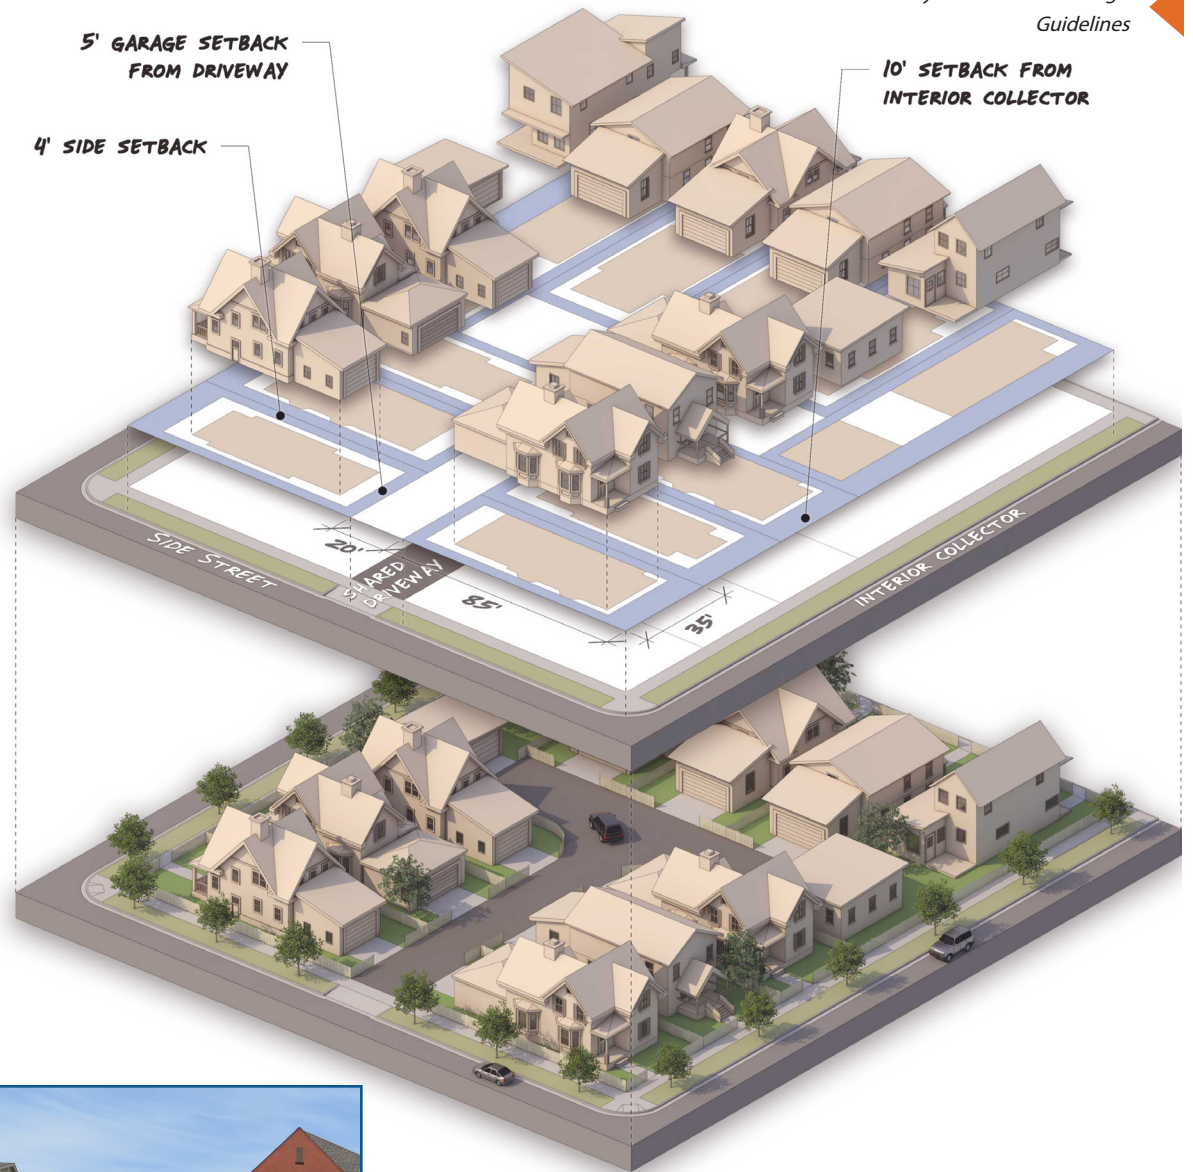 Guidelines
5' GARAGE SETBACK
FROM DRIVEWAY
10' SETBACK FROM
INTERIOR COLLECTOR
4' SIDE SETBACK
SIDE STREET
20'
SHARED
DRIVEWAY
85'
35'
INTERIOR COLLECTOR